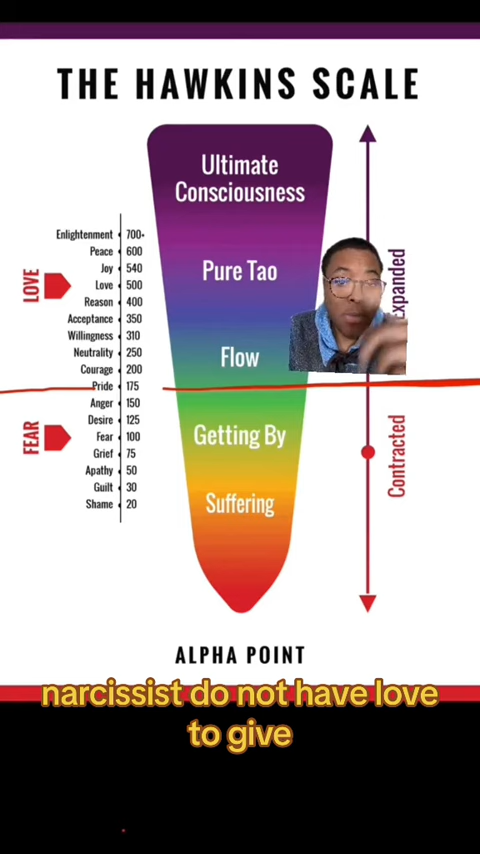 THE HAWKINS SCALE
Ultimate
Consciousness
Pure Tao
Flow
Getting By
Suffering
LOVE
FEAR
Enlightenment 700+
Peace 600
Joy 540
Love 500
Reason 400
Acceptance 350
Willingness 310
Neutrality 250
Courage 200
Pride 175
Anger 150
Desire 125
Fear 100
Grief 75
Apathy 50
Guilt 30
Shame 20
Expanded
Contracted
ALPHA POINT
narcissist do not have love
to give